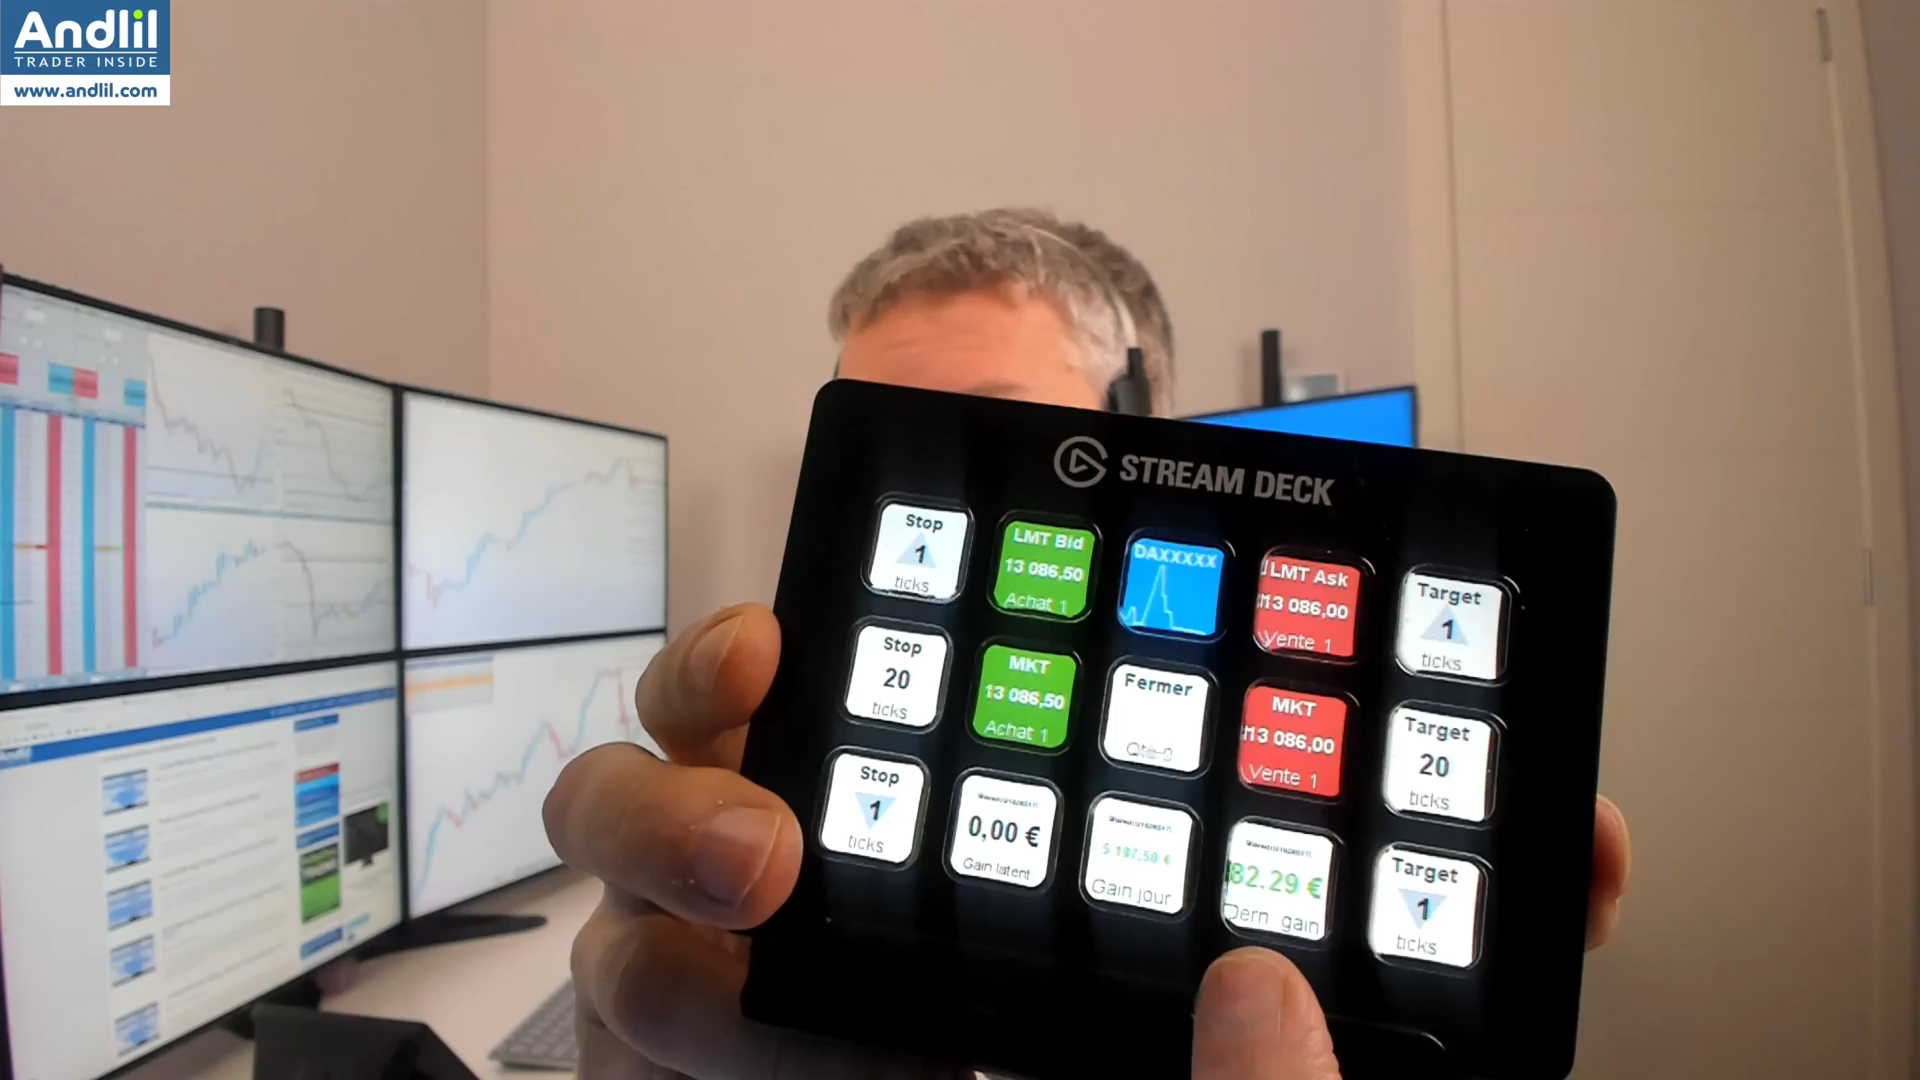 Andlil
TRADER INSIDE
www.andlil.com
STREAM DECK
Stop
1
ticks
LMT Bid
13 086,50
Achat 1
DAXXXXX
LMT Ask
13 086,00
Vente 1
Target
1
ticks
Stop
20
ticks
MKT
13 086,50
Achat 1
Fermer
MKT
13 086,00
Vente 1
Target
20
ticks
Stop
1
ticks
0,00 €
Gain latent
5 187,50 €
Gain jour
82.29 €
Dern gain
Target
1
ticks